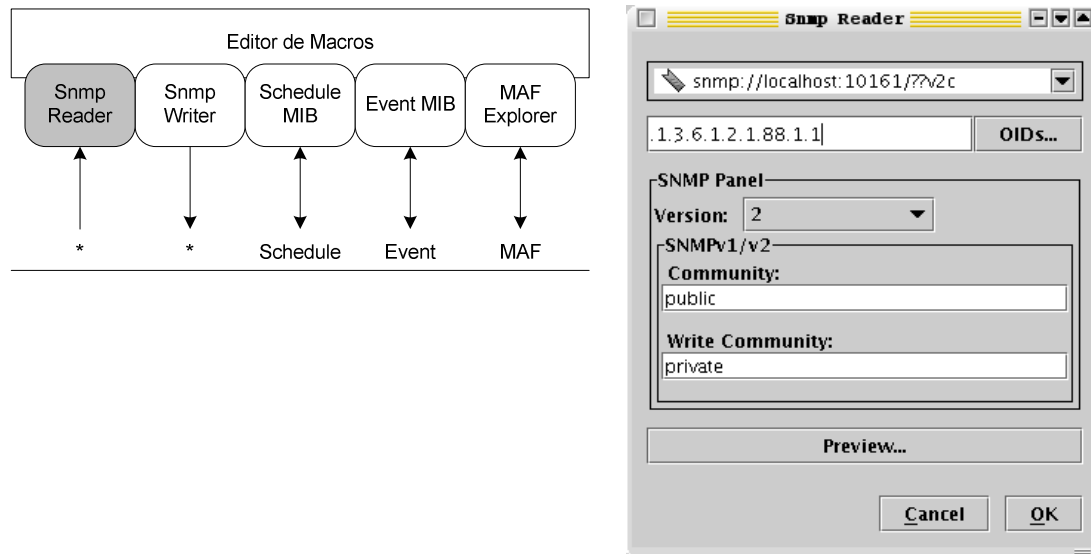 Editor de Macros
Snmp Reader
Snmp Writer
Schedule MIB
Event MIB
MAF Explorer
*
*
Schedule
Event
MAF
Snmp Reader
snmp://localhost:10161/??v2c
.1.3.6.1.2.1.88.1.1
OIDs...
SNMP Panel
Version: 2
SNMPv1/v2
Community:
public
Write Community:
private
Preview...
Cancel
OK